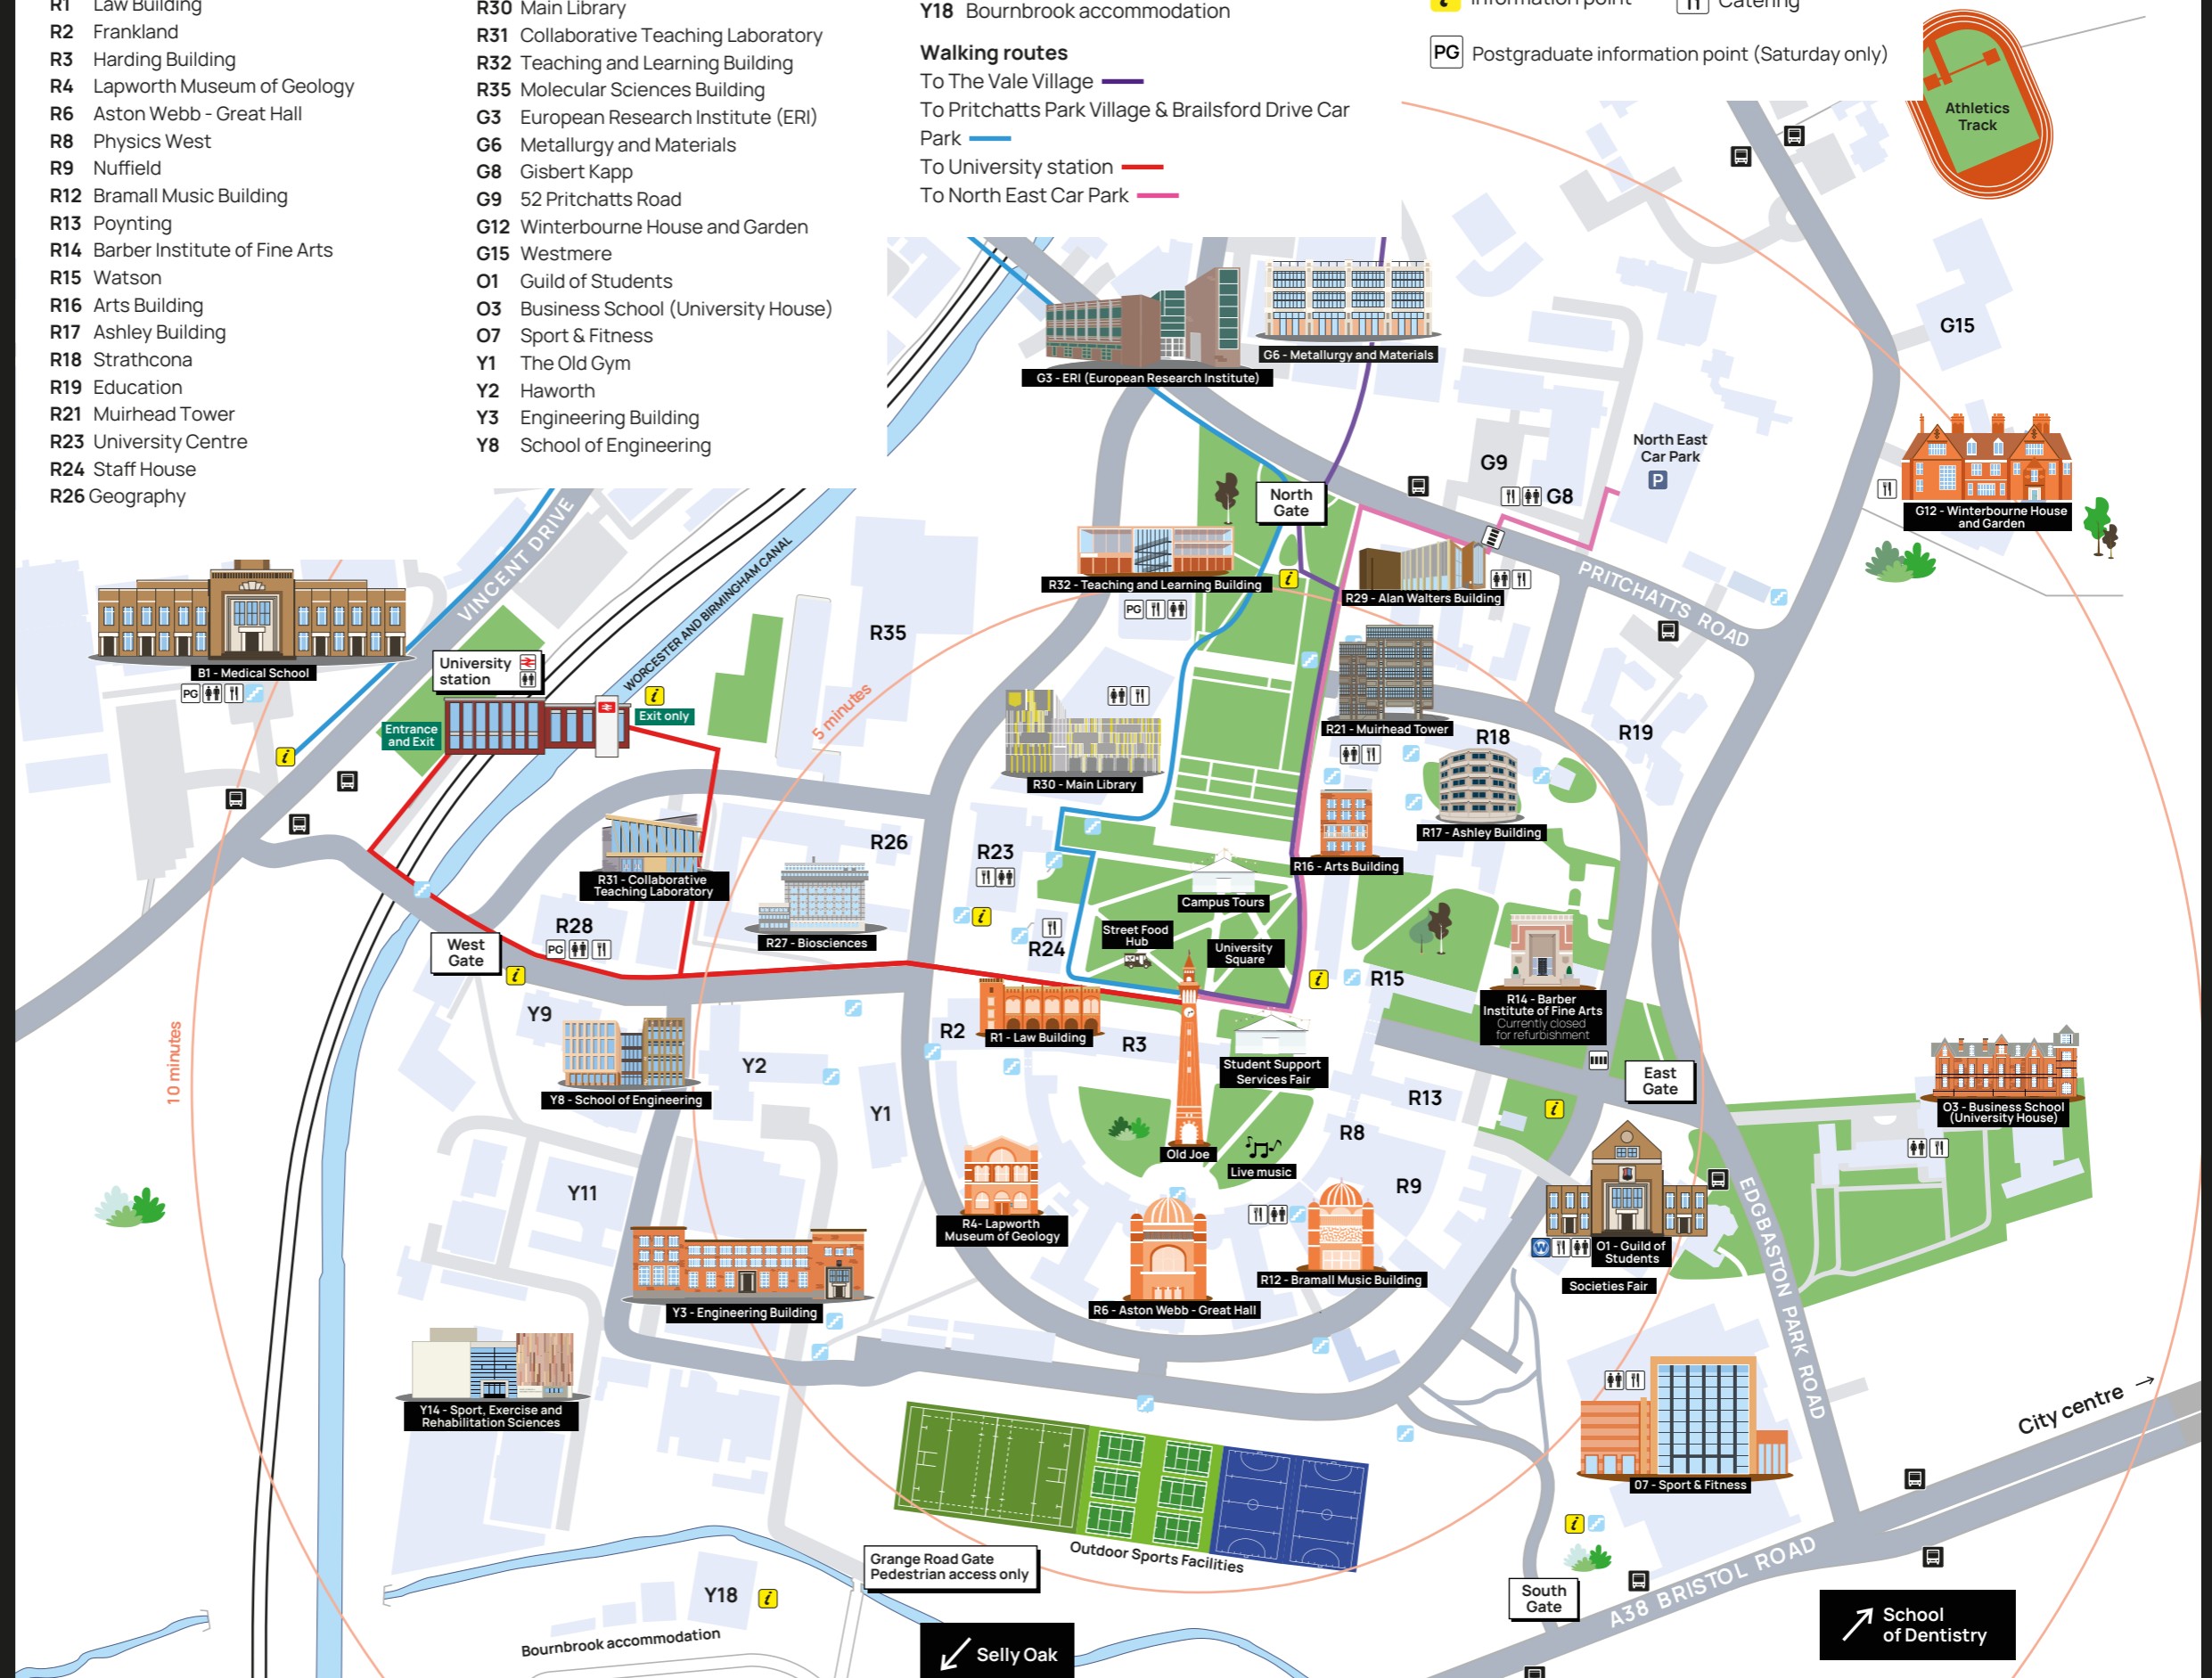 R1 Law Building
R2 Frankland
R3 Harding Building
R4 Lapworth Museum of Geology
R6 Aston Webb - Great Hall
R8 Physics West
R9 Nuffield
R12 Bramall Music Building
R13 Poynting
R14 Barber Institute of Fine Arts
R15 Watson
R16 Arts Building
R17 Ashley Building
R18 Strathcona
R19 Education
R21 Muirhead Tower
R23 University Centre
R24 Staff House
R26 Geography
R30 Main Library
R31 Collaborative Teaching Laboratory
R32 Teaching and Learning Building
R35 Molecular Sciences Building
G3 European Research Institute (ERI)
G6 Metallurgy and Materials
G8 Gisbert Kapp
G9 52 Pritchatts Road
G12 Winterbourne House and Garden
G15 Westmere
O1 Guild of Students
O3 Business School (University House)
O7 Sport & Fitness
Y1 The Old Gym
Y2 Haworth
Y3 Engineering Building
Y8 School of Engineering
Y18 Bournbrook accommodation
Walking routes
To The Vale Village
To Pritchatts Park Village & Brailsford Drive Car
Park
To University station
To North East Car Park
i Information point
Catering
PG Postgraduate information point (Saturday only)
Athletics
Track
G15
G3 - ERI (European Research Institute)
G6 - Metallurgy and Materials
North East
Car Park
P
G9
G8
G12 - Winterbourne House
and Garden
North
Gate
VINCENT DRIVE
WORCESTER AND BIRMINGHAM CANAL
R32 - Teaching and Learning Building
i
PG
R29 - Alan Walters Building
PRITCHATTS ROAD
B1 - Medical School
PG
University
station
i
Exit only
Entrance
and Exit
i
R35
5 minutes
R30 - Main Library
R21 - Muirhead Tower
R18
R19
R17 - Ashley Building
R16 - Arts Building
R31 - Collaborative
Teaching Laboratory
R26
R27 - Biosciences
R23
i
R24
Campus Tours
Street Food
Hub
University
Square
R28
PG
West
Gate
i
i
R15
R14 - Barber
Institute of Fine Arts
Currently closed
for refurbishment
Y9
R2
R1 - Law Building
R3
Student Support
Services Fair
East
Gate
10 minutes
Y8 - School of Engineering
Y2
Y1
R13
i
O3 - Business School
(University House)
R8
Old Joe
Live music
R9
Y11
R4- Lapworth
Museum of Geology
R12 - Bramall Music Building
R6 - Aston Webb - Great Hall
W
O1 - Guild of
Students
Societies Fair
EDGBASTON PARK ROAD
Y3 - Engineering Building
Y14 - Sport, Exercise and
Rehabilitation Sciences
City centre →
07 - Sport & Fitness
Outdoor Sports Facilities
i
Grange Road Gate
Pedestrian access only
Y18
i
Bournbrook accommodation
South
Gate
A38 BRISTOL ROAD
Selly Oak
School
of Dentistry